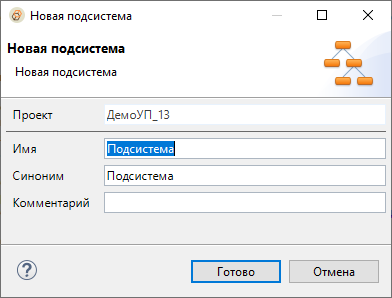 Новая подсистема
Новая подсистема
Новая подсистема
Проект ДемоУП_13
Имя Подсистема
Синоним Подсистема
Комментарий
? Готово Отмена